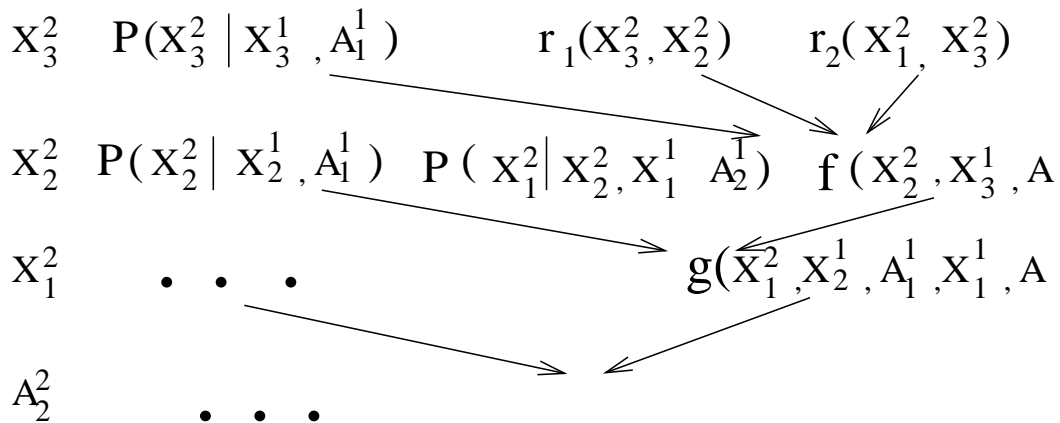 X_3^2 P(X_3^2 | X_3^1 , A_1^1 ) r_1(X_3^2 , X_2^2 ) r_2( X_1^2 , X_3^2 )
X_2^2 P( X_2^2 | X_2^1 , A_1^1 ) P ( X_1^2 | X_2^2 , X_1^1 A_2^1 ) f ( X_2^2 , X_3^1 , A
X_1^2 . . . g( X_1^2 , X_2^1 , A_1^1 , X_1^1 , A
A_2^2 . . .